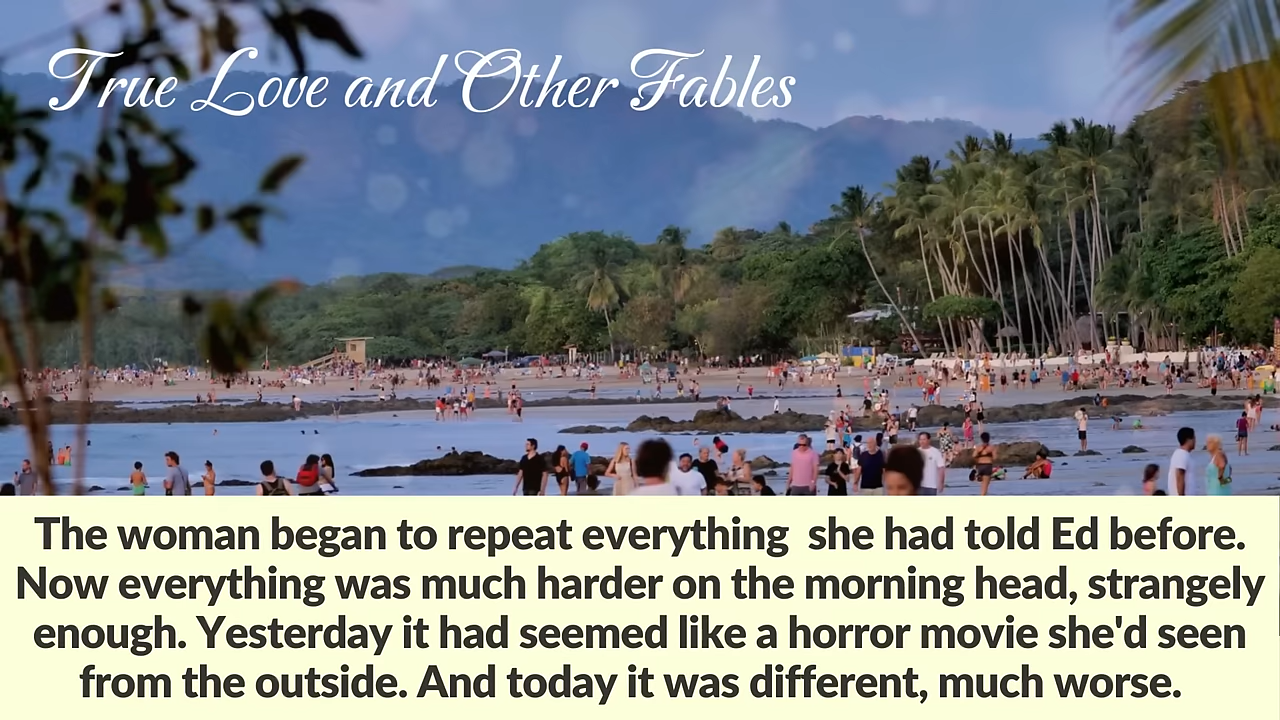 True Love and Other Fables
The woman began to repeat everything  she had told Ed before.
Now everything was much harder on the morning head, strangely
enough. Yesterday it had seemed like a horror movie she'd seen
from the outside. And today it was different, much worse.